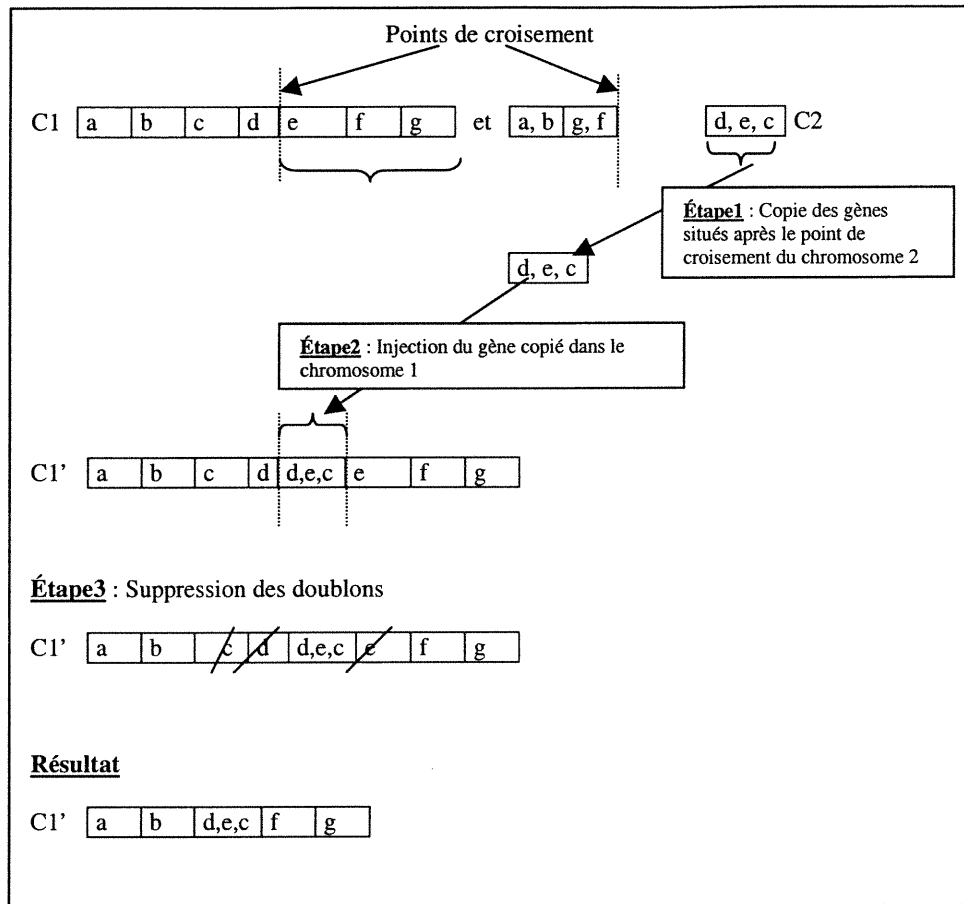 Points de croisement
C1 a b c d e f g et a, b g, f d, e, c C2
Étape1 : Copie des gènes
situés après le point de
croisement du chromosome 2
d, e, c
Étape2 : Injection du gène copié dans le
chromosome 1
C1’ a b c d d,e,c e f g
Étape3 : Suppression des doublons
C1’ a b c d d,e,c e f g
Résultat
C1’ a b d,e,c f g